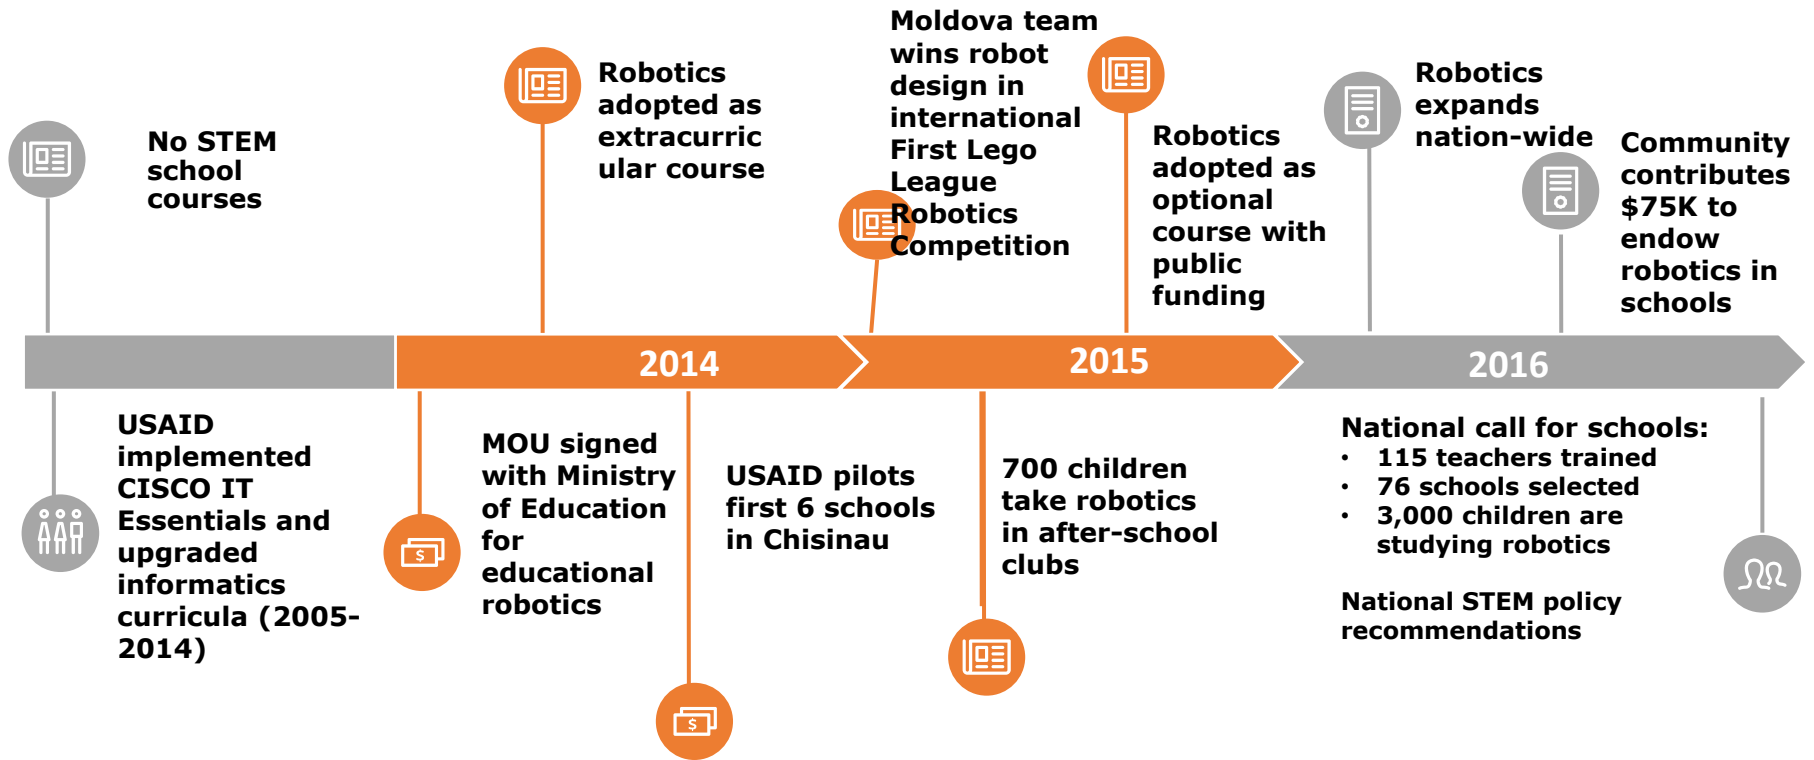 No STEM
school
courses
Robotics
adopted as
extracurric
ular course
Moldova team
wins robot
design in
international
First Lego
League
Robotics
Competition
Robotics
adopted as
optional
course with
public
funding
Robotics
expands
nation-wide
Community
contributes
$75K to
endow
robotics in
schools
2014
2015
2016
USAID
implemented
CISCO IT
Essentials and
upgraded
informatics
curricula (2005-
2014)
$
MOU signed
with Ministry
of Education
for
educational
robotics
$
USAID pilots
first 6 schools
in Chisinau
700 children
take robotics
in after-school
clubs
National call for schools:
• 115 teachers trained
• 76 schools selected
• 3,000 children are
studying robotics
National STEM policy
recommendations